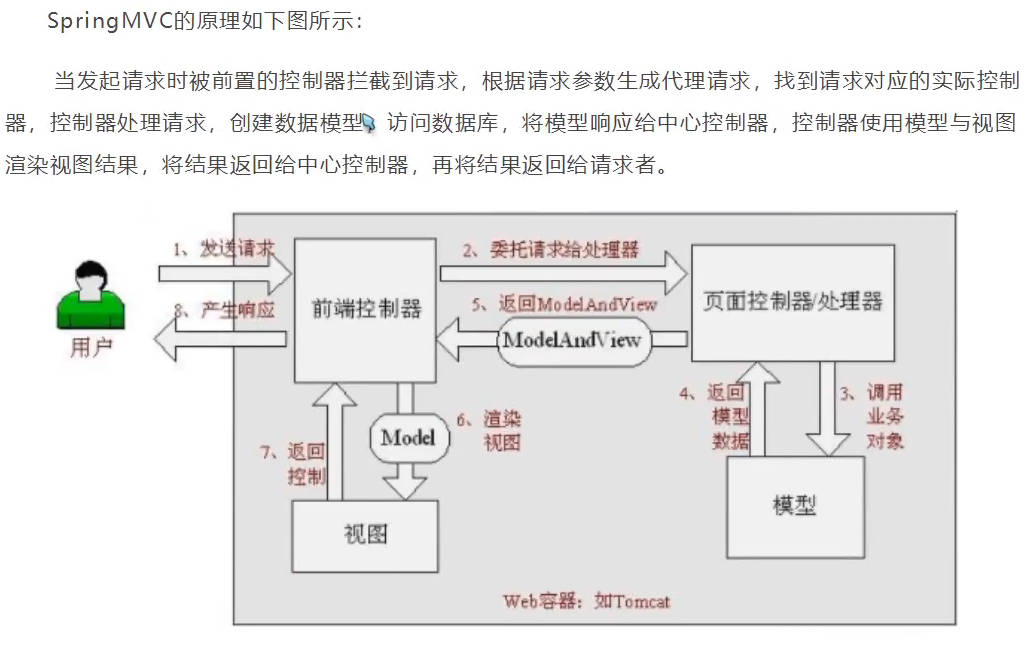 SpringMVC的原理如下图所示：
当发起请求时被前置的控制器拦截到请求，根据请求参数生成代理请求，找到请求对应的实际控制
器，控制器处理请求，创建数据模型，访问数据库，将模型响应给中心控制器，控制器使用模型与视图
渲染视图结果，将结果返回给中心控制器，再将结果返回给请求者。
1、发送请求
2、委托请求给处理器
前端控制器
页面控制器/处理器
8、产生响应
5、返回ModelAndView
ModelAndView
用户
4、返回
模型
数据
3、调用
业务
对象
Model
6、渲染
视图
7、返回
控制
视图
模型
Web容器：如Tomcat